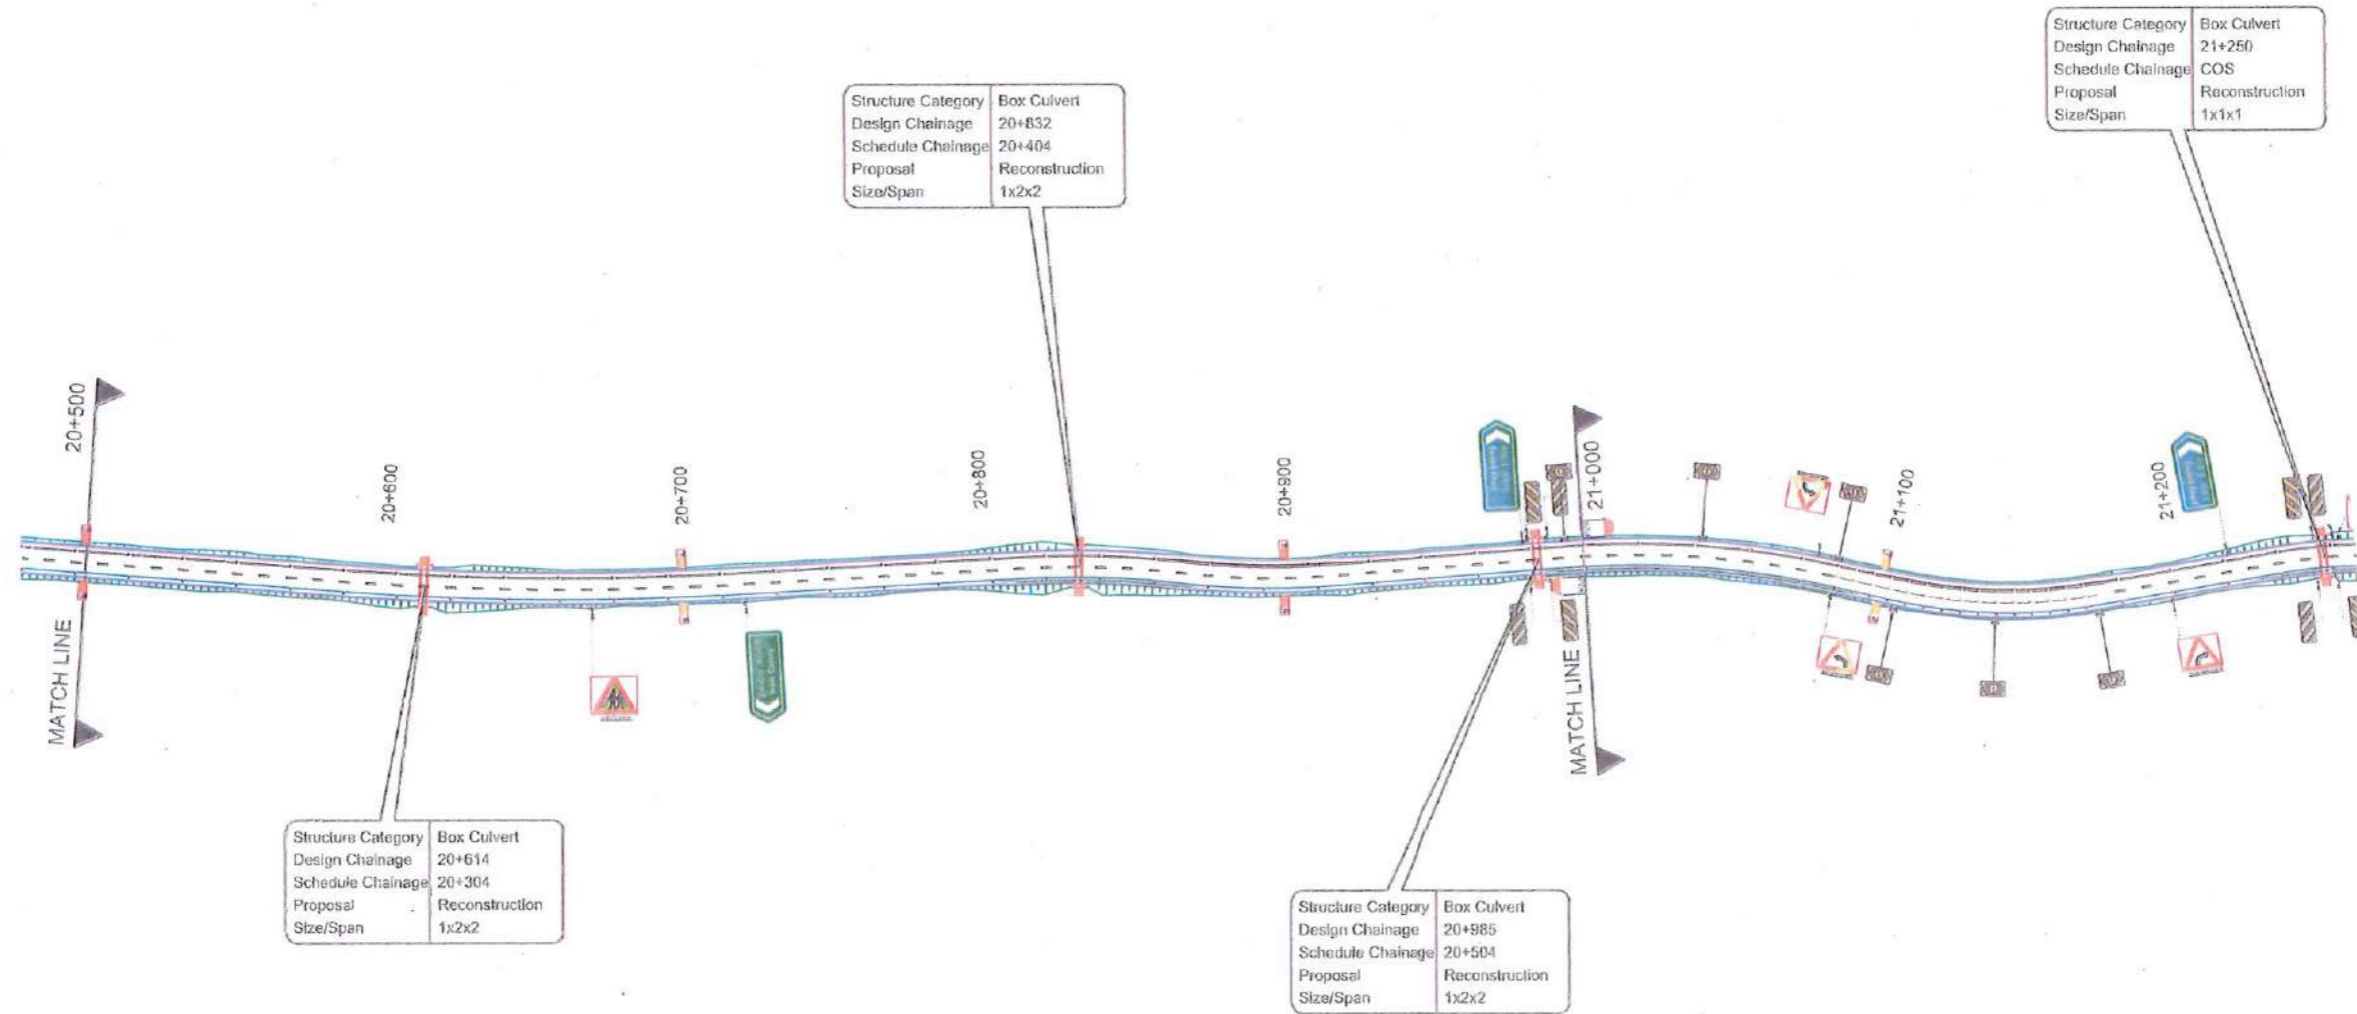 Structure Category Box Culvert
Design Chainage 21+250
Schedule Chainage COS
Proposal Reconstruction
Size/Span 1x1x1
Structure Category Box Culvert
Design Chainage 20+832
Schedule Chainage 20+404
Proposal Reconstruction
Size/Span 1x2x2
20+500
20+600
20+700
20+800
20+900
21+000
21+100
21+200
MATCH LINE
MATCH LINE
Structure Category Box Culvert
Design Chainage 20+614
Schedule Chainage 20+304
Proposal Reconstruction
Size/Span 1x2x2
Structure Category Box Culvert
Design Chainage 20+985
Schedule Chainage 20+504
Proposal Reconstruction
Size/Span 1x2x2